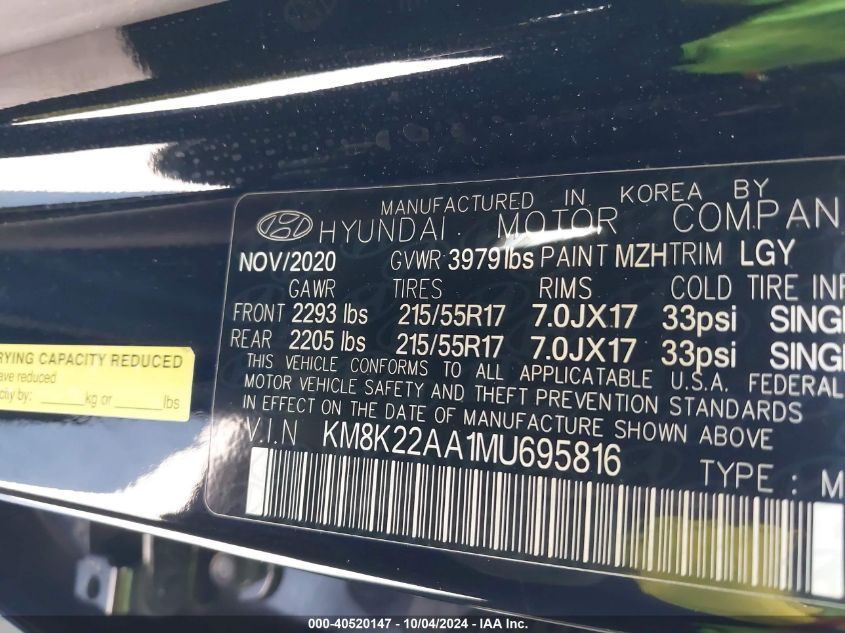 MANUFACTURED IN KOREA BY
HYUNDAI MOTOR COMPAN
NOV/2020 GVWR 3979lbs PAINT MZH TRIM LGY
GAWR TIRES RIMS COLD TIRE INF
FRONT 2293 lbs 215/55R17 7.0JX17 33psi SINGL
REAR 2205 lbs 215/55R17 7.0JX17 33psi SINGL
THIS VEHICLE CONFORMS TO ALL APPLICATABLE U.S.A. FEDERAL
MOTOR VEHICLE SAFETY AND THEFT PREVENTION STANDARDS
IN EFFECT ON THE DATE OF MANUFACTURE SHOWN ABOVE
V.I.N KM8K22AA1MU695816
TYPE : M
RYING CAPACITY REDUCED
ave reduced
city by: ______ kg or ______ lbs
000-40520147 - 10/04/2024 - IAA Inc.